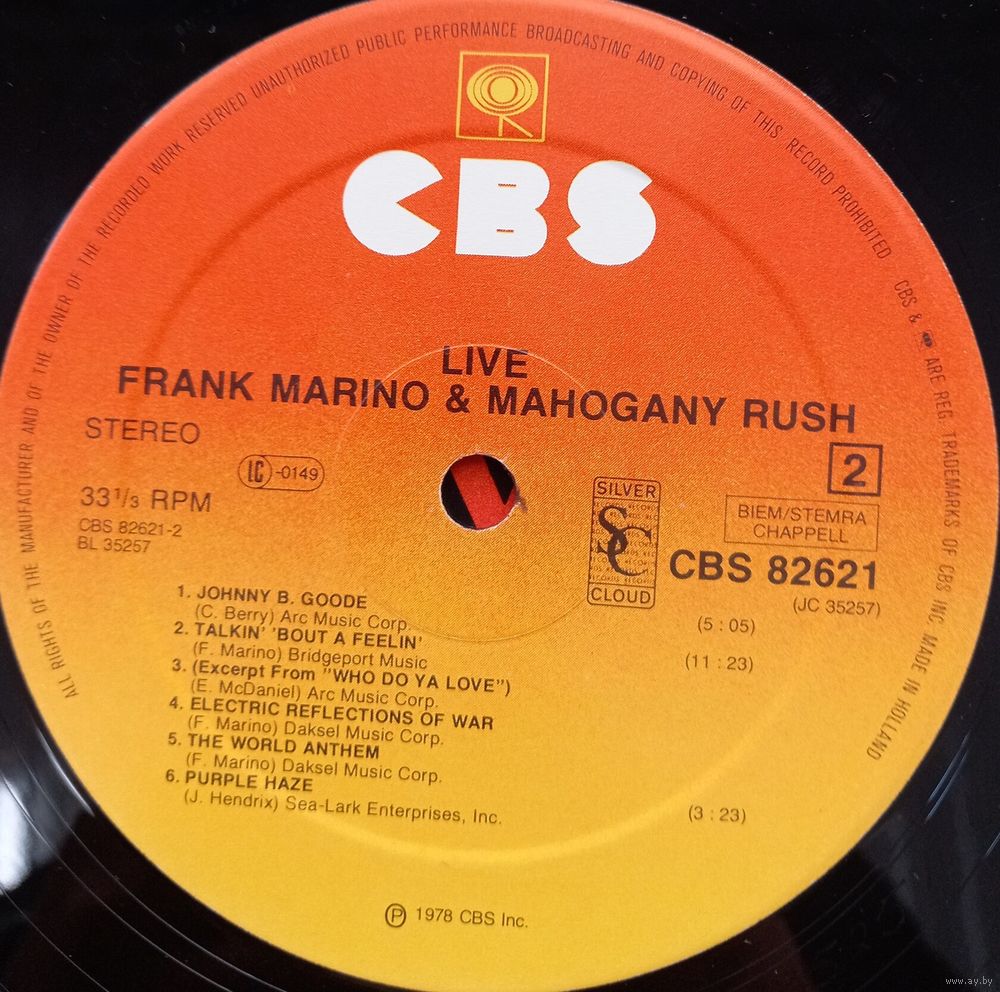 ALL RIGHTS OF THE MANUFACTURER AND OF THE OWNER OF THE RECORDED WORK RESERVED UNAUTHORIZED PUBLIC PERFORMANCE BROADCASTING AND COPYING OF THIS RECORD PROHIBITED CBS & ARE REG. TRADEMARKS OF CBS INC. MADE IN HOLLAND
CBS
LIVE
FRANK MARINO & MAHOGANY RUSH
STEREO
2
LC -0149
33 1/3 RPM
SILVER
SC
CLOUD
BIEM/STEMRA
CHAPPELL
CBS 82621-2
BL 35257
CBS 82621
(JC 35257)
1. JOHNNY B. GOODE
(C. Berry) Arc Music Corp. (5 : 05)
2. TALKIN' 'BOUT A FEELIN'
(F. Marino) Bridgeport Music (11 : 23)
3. (Excerpt From "WHO DO YA LOVE")
(E. McDaniel) Arc Music Corp.
4. ELECTRIC REFLECTIONS OF WAR
(F. Marino) Daksel Music Corp.
5. THE WORLD ANTHEM
(F. Marino) Daksel Music Corp.
6. PURPLE HAZE
(J. Hendrix) Sea-Lark Enterprises, Inc. (3 : 23)
Ⓟ 1978 CBS Inc.
www.ay.by